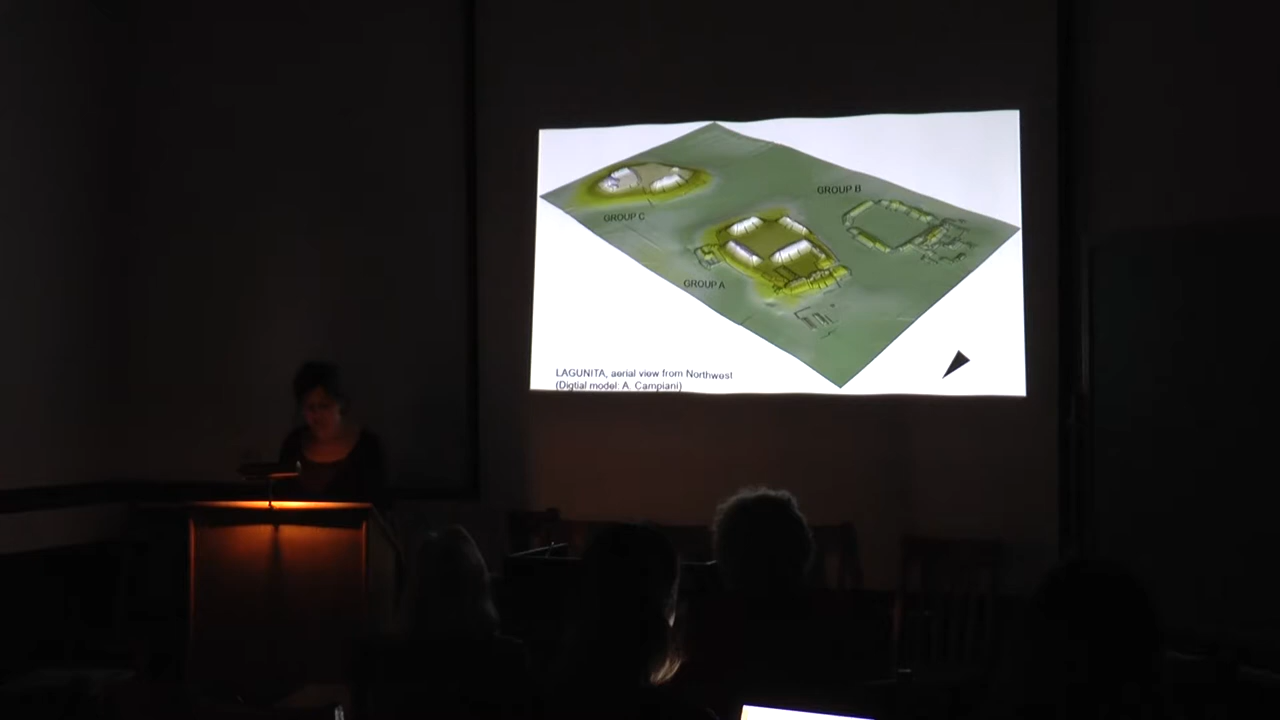 GROUP B
GROUP C
GROUP A
LAGUNITA, aerial view from Northwest
(Digtial model: A. Campiani)